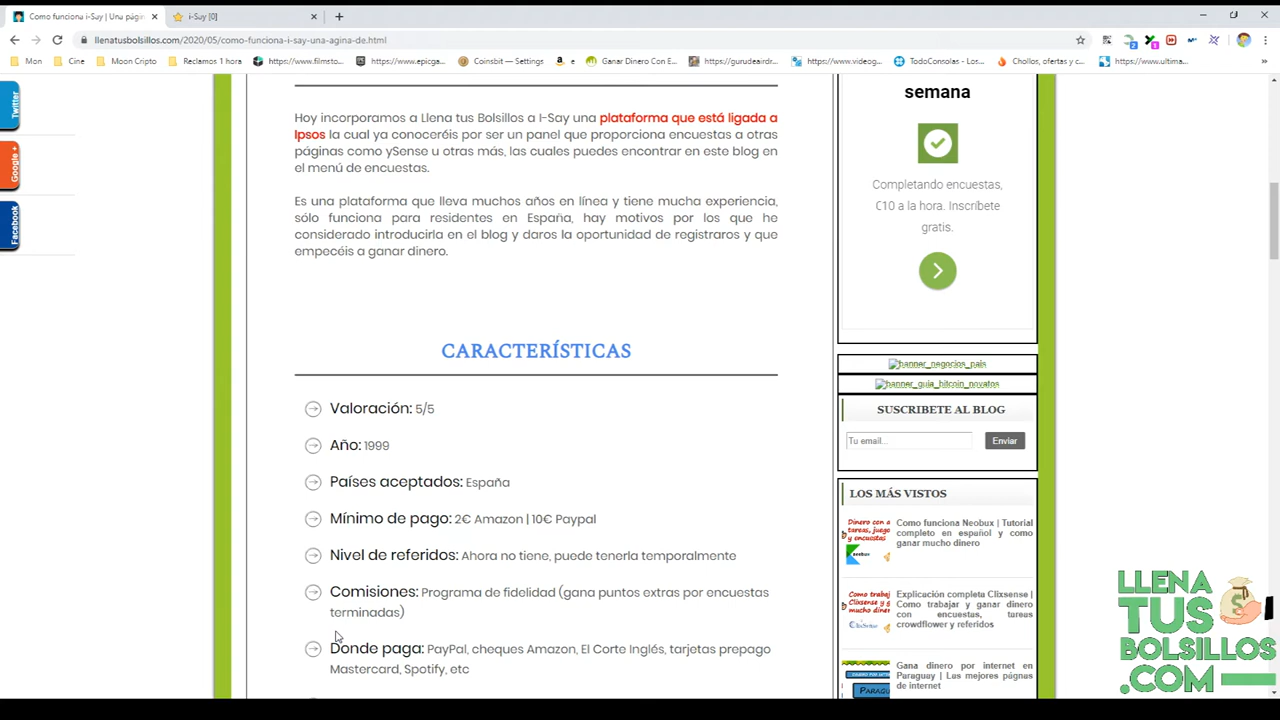 Como funciona i-Say | Una págin
i-Say [0]
llenatusbolsillos.com/2020/05/como-funciona-i-say-una-agina-de.html
Mon
Cine
Moon Cripto
Reclamos 1 hora
https://www.filmsto...
https://www.epicga...
Coinsbit — Settings
e
Ganar Dinero Con E...
https://gurudeairdr...
https://www.videog...
TodoConsolas - Los...
Chollos, ofertas y c...
https://www.ultima...
Twitter
Google +
Facebook
Hoy incorporamos a Llena tus Bolsillos a I-Say una plataforma que está ligada a
Ipsos la cual ya conoceréis por ser un panel que proporciona encuestas a otras
páginas como ySense u otras más, las cuales puedes encontrar en este blog en
el menú de encuestas.
Es una plataforma que lleva muchos años en línea y tiene mucha experiencia,
sólo funciona para residentes en España, hay motivos por los que he
considerado introducirla en el blog y daros la oportunidad de registraros y que
empecéis a ganar dinero.
CARACTERÍSTICAS
Valoración: 5/5
Año: 1999
Países aceptados: España
Mínimo de pago: 2€ Amazon | 10€ Paypal
Nivel de referidos: Ahora no tiene, puede tenerla temporalmente
Comisiones: Programa de fidelidad (gana puntos extras por encuestas
terminadas)
Donde paga: PayPal, cheques Amazon, El Corte Inglés, tarjetas prepago
Mastercard, Spotify, etc
semana
Completando encuestas,
€10 a la hora. Inscríbete
gratis.
banner_negocios_pais
banner_guia_bitcoin_novatos
SUSCRIBETE AL BLOG
Tu email...
Enviar
LOS MÁS VISTOS
Como funciona Neobux | Tutorial
completo en español y como
ganar mucho dinero
Explicación completa Clixsense |
Como trabajar y ganar dinero
con encuestas, tareas
crowdflower y referidos
Gana dinero por internet en
Paraguay | Las mejores págnas
de internet
LLENA
TUS
BOLSILLOS
.COM